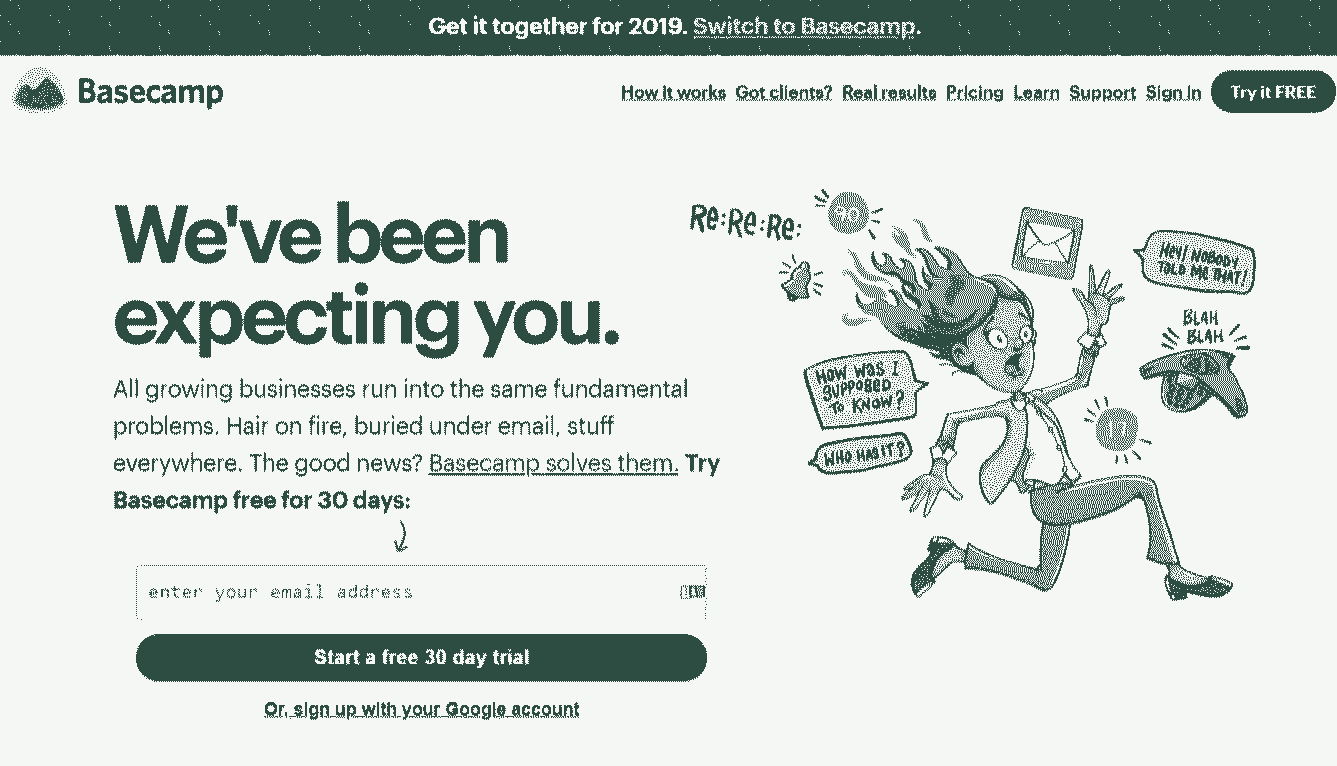 Get it together for 2019. Switch to Basecamp.
Basecamp
How it works Got clients? Real results Pricing Learn Support Sign in Try it FREE
We've been
expecting you.
All growing businesses run into the same fundamental
problems. Hair on fire, buried under email, stuff
everywhere. The good news? Basecamp solves them. Try
Basecamp free for 30 days:
enter your email address
Start a free 30 day trial
Or, sign up with your Google account
Re:Re:Re:
HEY! NOBODY
TOLD ME THAT!
BLAH
BLAH
HOW WAS I
SUPPOSED
TO KNOW?
WHO HAS IT?